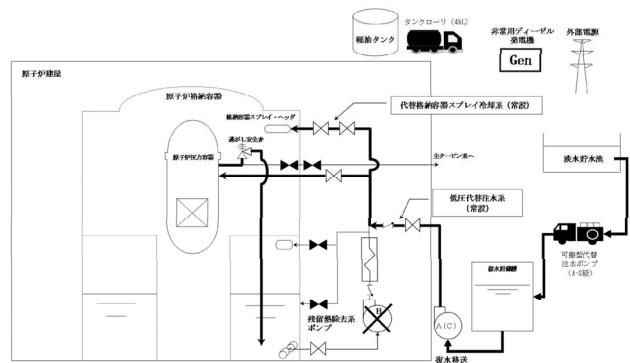 軽油タンク
タンクローリ（4kL）
非常用ディーゼル
発電機
Gen
外部電源
原子炉建屋
原子炉格納容器
格納容器スプレイ・ヘッダ
代替格納容器スプレイ冷却系（常設）
逃がし安全弁
原子炉圧力容器
主タービン系へ
淡水貯水池
低圧代替注水系
（常設）
可搬型代替
注水ポンプ
（A-2級）
復水貯蔵槽
残留熱除去系
ポンプ
B
A(C)
復水移送